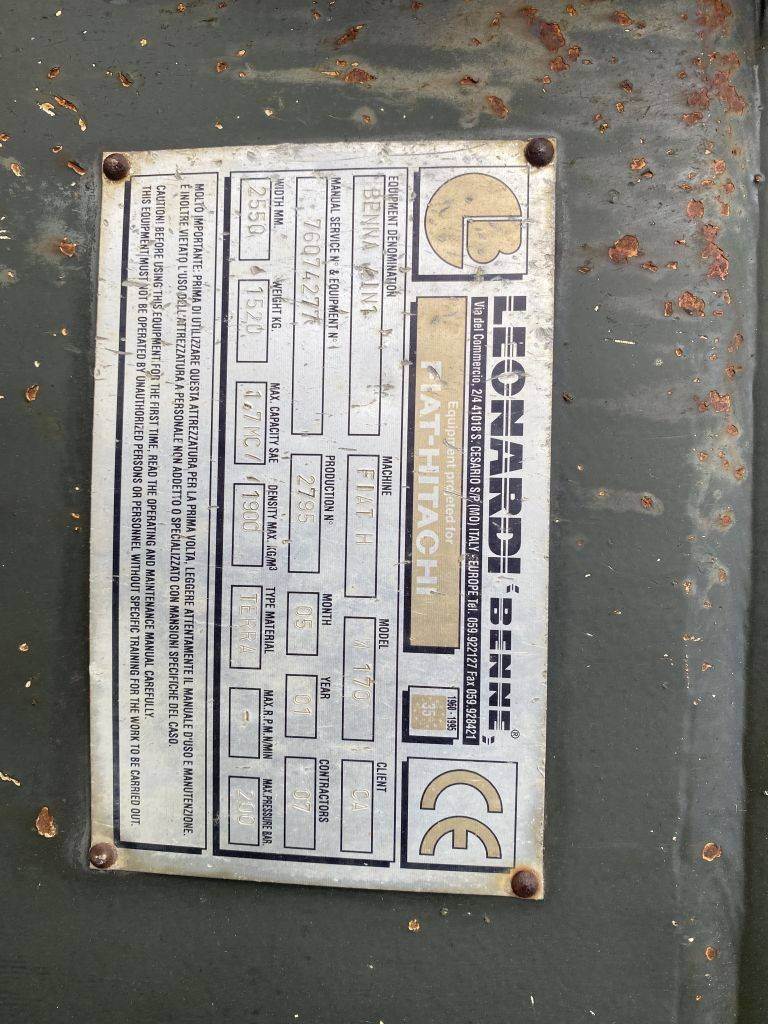 LB
LEONARDI BENNE®
Via del Commercio, 2/4 41018 S. CESARIO S/P. (MO) ITALY - EUROPE Tel. 059.922127 Fax 059.928421
Equipment projected for
FIAT-HITACHI
1960 - 1995
35
CE
EQUIPMENT DENOMINATION MACHINE MODEL CLIENT
BENNA FIAT H W 170 CA
MANUAL SERVICE N° & EQUIPMENT N° PRODUCTION N° MONTH YEAR CONTRACTORS
05 01 07
WIDTH MM. WEIGHT KG. MAX. CAPACITY SAE DENSITY MAX. KG/M³ TYPE MATERIAL MAX. R.P.M. N/MIN MAX. PRESSURE BAR.
2550 1520 1900 TERRA - 200
MOLTO IMPORTANTE: PRIMA DI UTILIZZARE QUESTA ATTREZZATURA PER LA PRIMA VOLTA, LEGGERE ATTENTAMENTE IL MANUALE D'USO E MANUTENZIONE.
È INOLTRE VIETATO L'USO DELL'ATTREZZATURA A PERSONALE NON ADDETTO O SPECIALIZZATO CON MANSIONI SPECIFICHE DEL CASO.
CAUTION! BEFORE USING THIS EQUIPMENT FOR THE FIRST TIME, READ THE OPERATING AND MAINTENANCE MANUAL CAREFULLY.
THIS EQUIPMENT MUST NOT BE OPERATED BY UNAUTHORIZED PERSONS OR PERSONNEL WITHOUT SPECIFIC TRAINING FOR THE WORK TO BE CARRIED OUT.